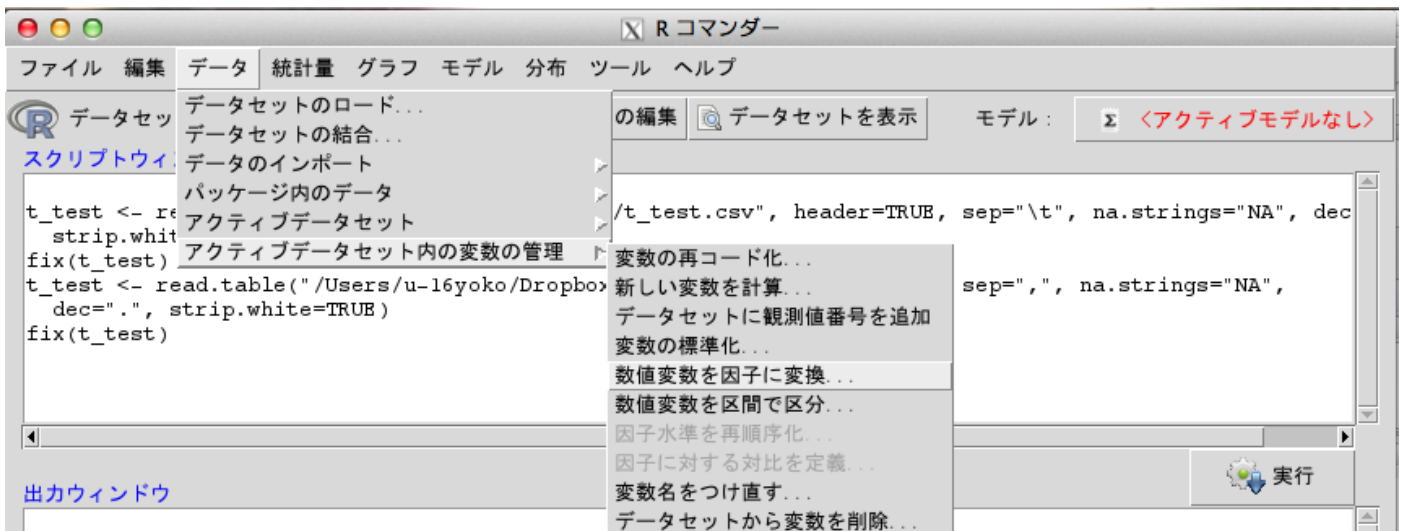 R コマンダー
ファイル 編集 データ 統計量 グラフ モデル 分布 ツール ヘルプ
R データセッ の編集 データセットを表示 モデル : Σ <アクティブモデルなし>
データセットのロード...
データセットの結合...
データのインポート
パッケージ内のデータ
アクティブデータセット
アクティブデータセット内の変数の管理
変数の再コード化...
新しい変数を計算...
データセットに観測値番号を追加
変数の標準化...
数値変数を因子に変換...
数値変数を区間で区分...
因子水準を再順序化...
因子に対する対比を定義...
変数名をつけ直す...
データセットから変数を削除...
スクリプトウィ
t_test <- re /t_test.csv", header=TRUE, sep="\t", na.strings="NA", dec
strip.whit
fix(t_test)
t_test <- read.table("/Users/u-16yoko/Dropbox sep=",", na.strings="NA",
dec=".", strip.white=TRUE)
fix(t_test)
実行
出力ウィンドウ